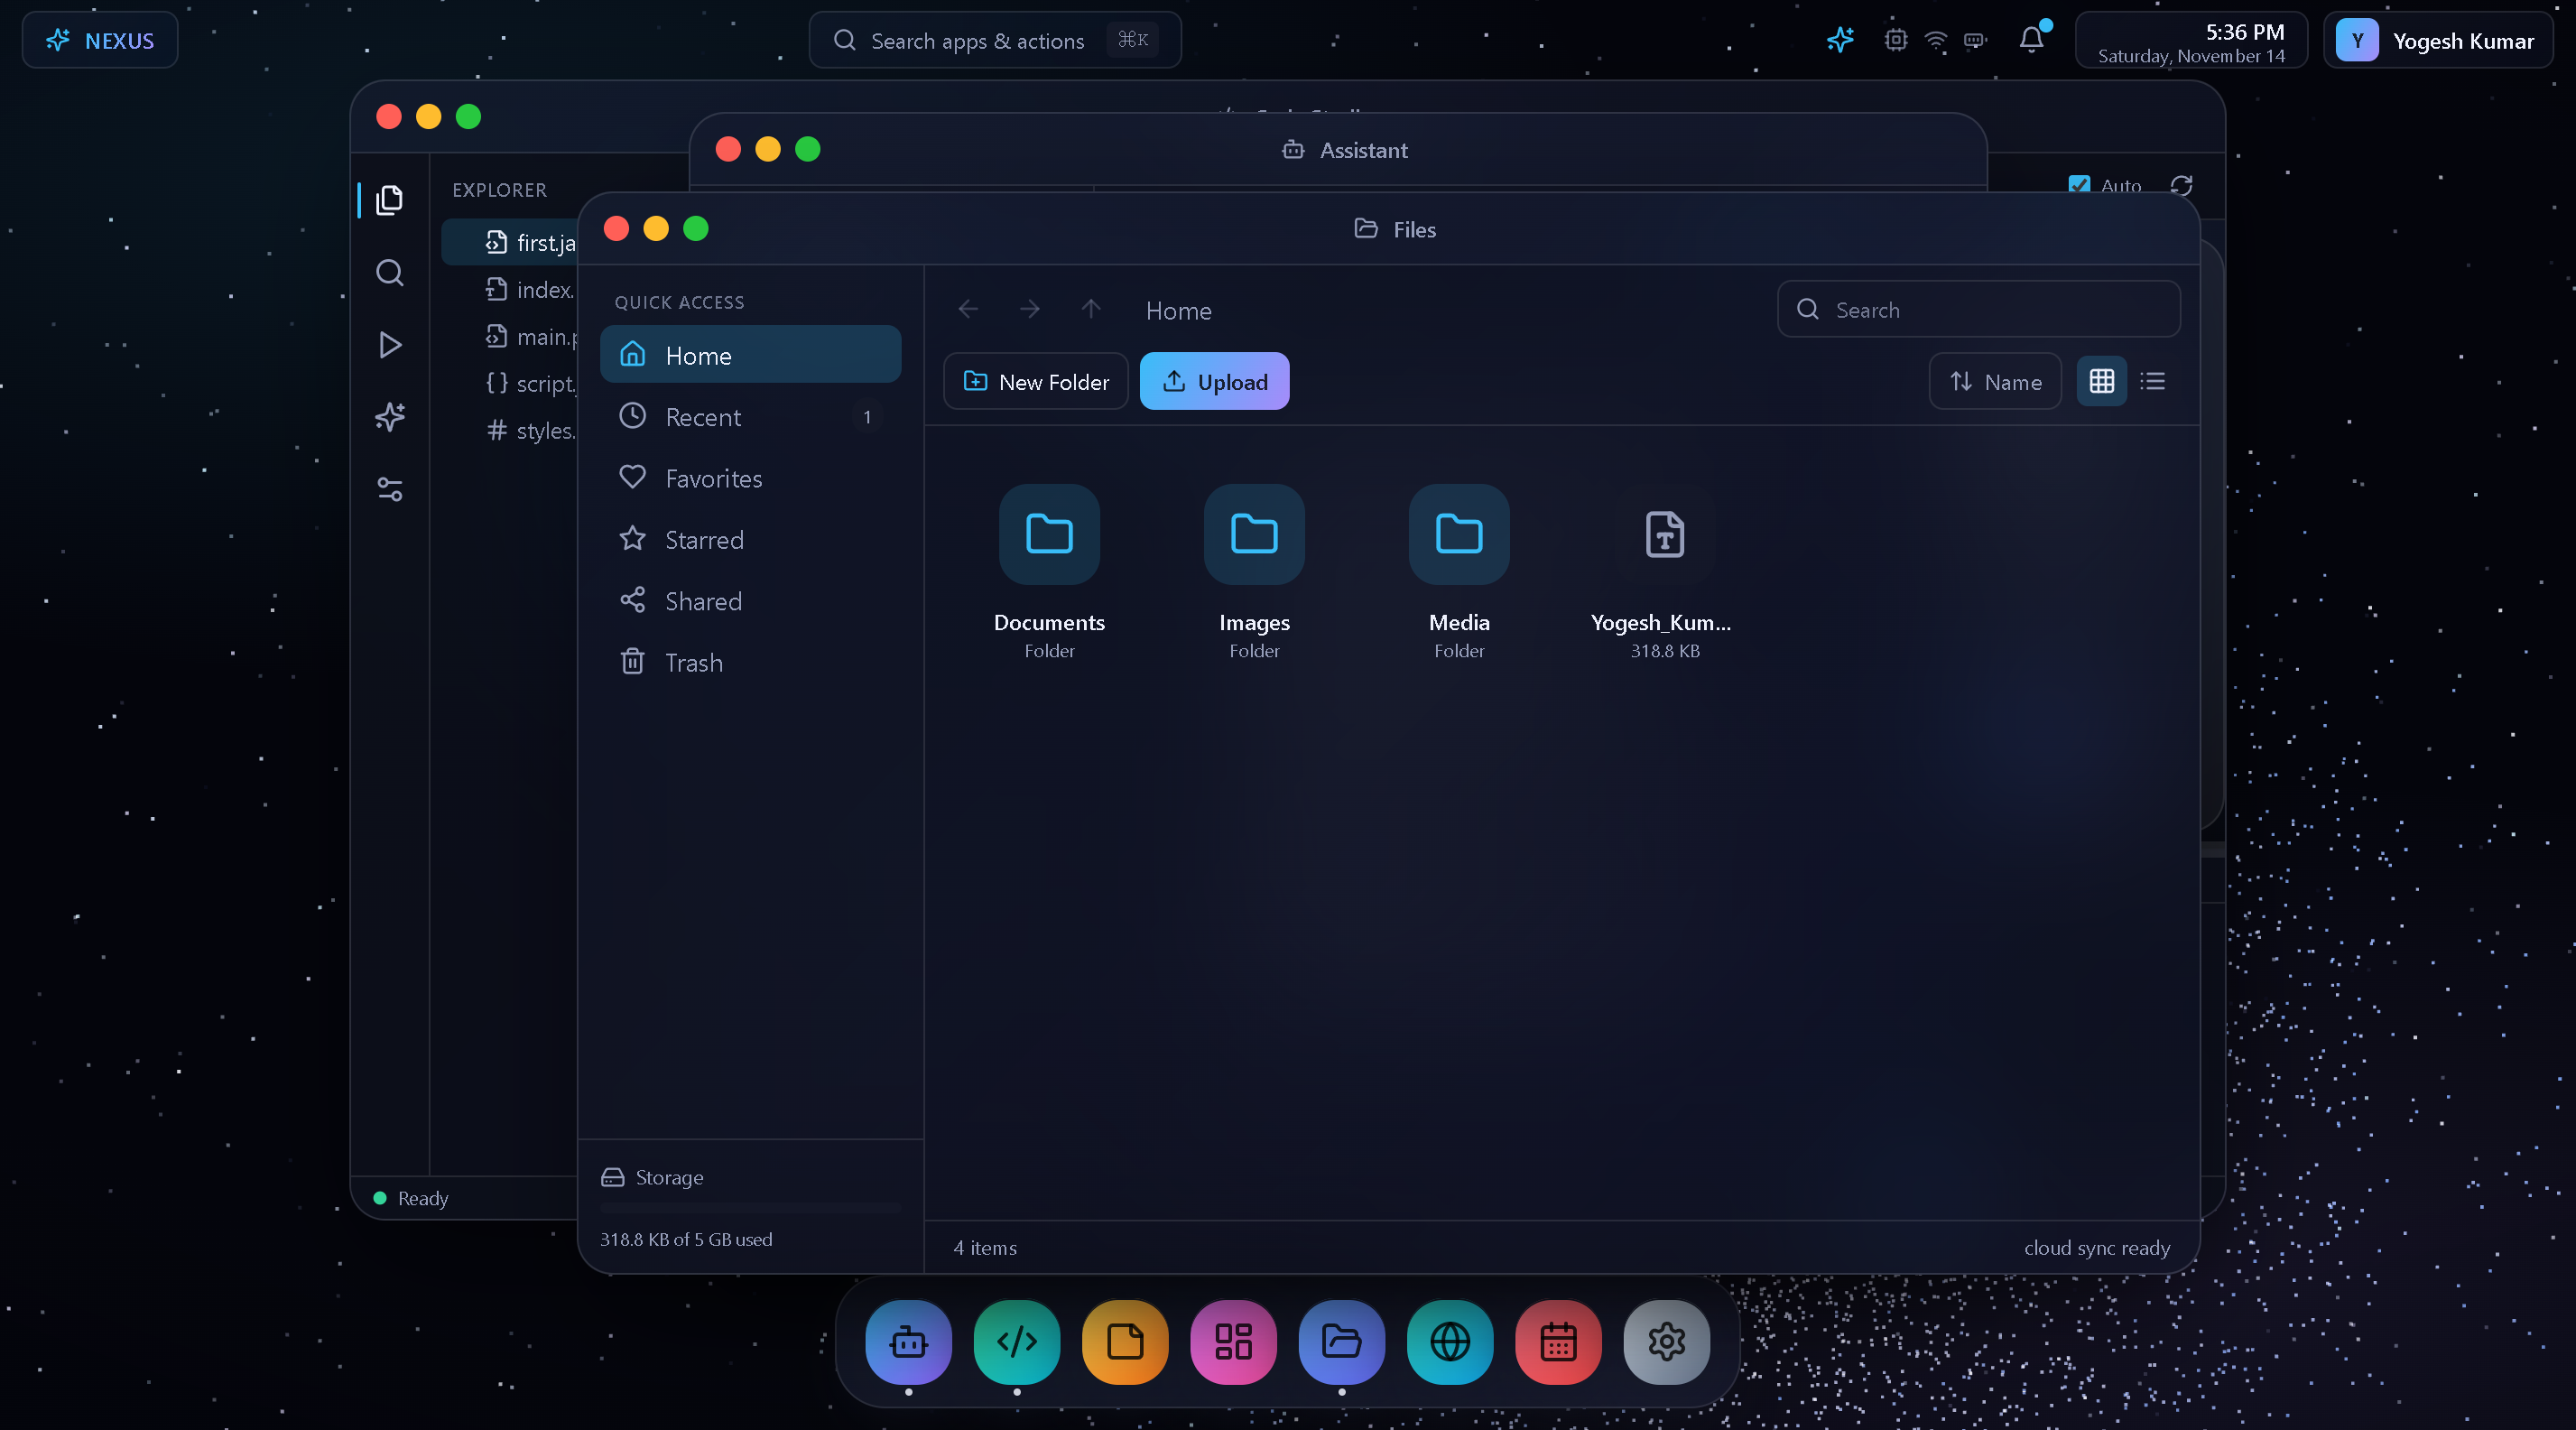 NEXUS
Search apps & actions ⌘K
5:36 PM
Saturday, November 14
Y Yogesh Kumar
Assistant
EXPLORER
Auto
first.ja
index.
main.p
script.
styles.
Files
QUICK ACCESS
Home
Recent 1
Favorites
Starred
Shared
Trash
Home
Search
New Folder
Upload
Name
Documents
Folder
Images
Folder
Media
Folder
Yogesh_Kum...
318.8 KB
Storage
318.8 KB of 5 GB used
4 items
cloud sync ready
Ready